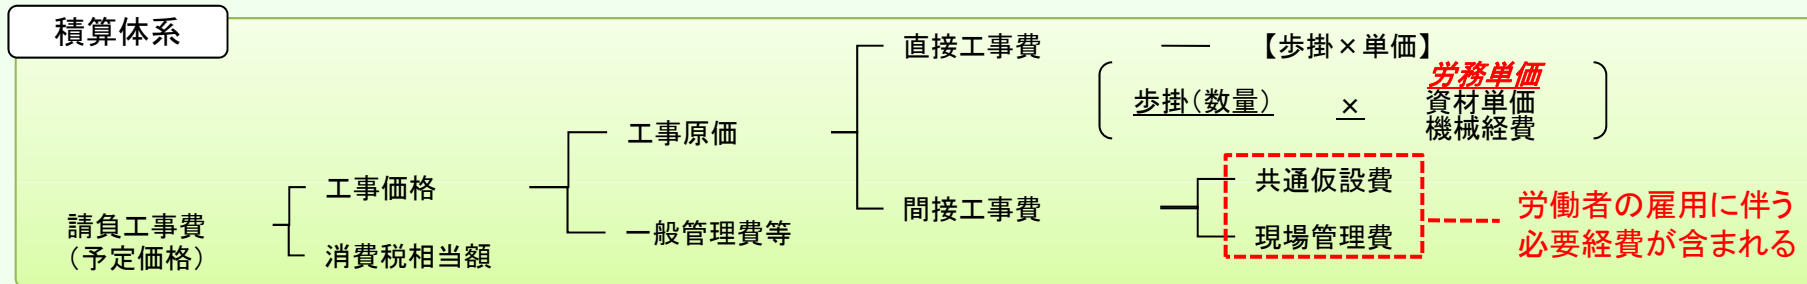 積算体系
直接工事費
【歩掛×単価】
歩掛(数量)
×
労務単価
資材単価
機械経費
工事原価
工事価格
共通仮設費
間接工事費
現場管理費
労働者の雇用に伴う
必要経費が含まれる
請負工事費
(予定価格)
一般管理費等
消費税相当額